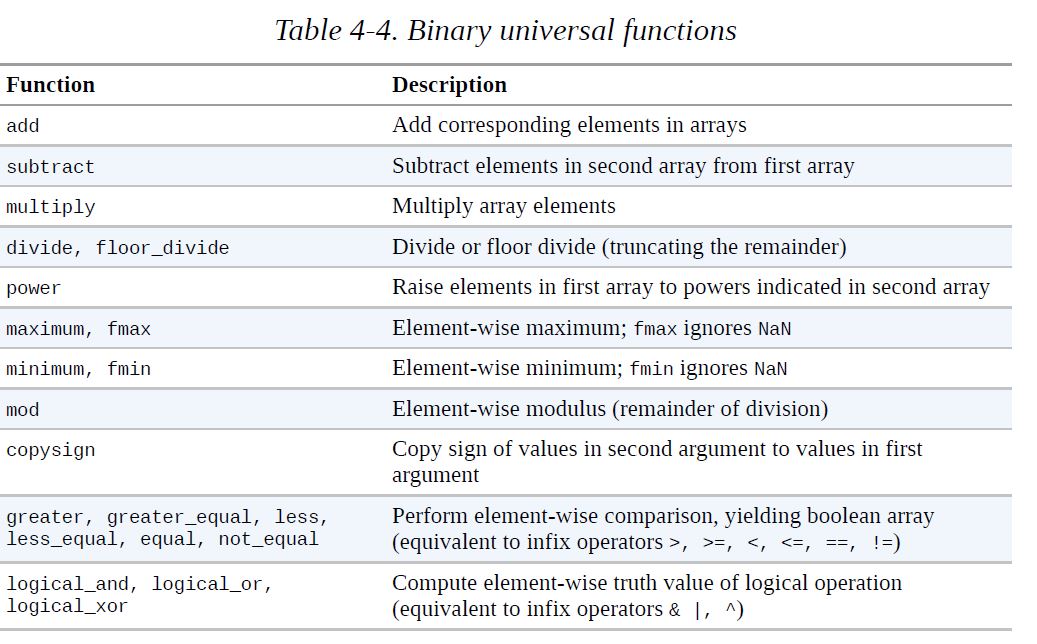 Table 4-4. Binary universal functions
Function Description
add Add corresponding elements in arrays
subtract Subtract elements in second array from first array
multiply Multiply array elements
divide, floor_divide Divide or floor divide (truncating the remainder)
power Raise elements in first array to powers indicated in second array
maximum, fmax Element-wise maximum; fmax ignores NaN
minimum, fmin Element-wise minimum; fmin ignores NaN
mod Element-wise modulus (remainder of division)
copysign Copy sign of values in second argument to values in first
argument
greater, greater_equal, less, Perform element-wise comparison, yielding boolean array
less_equal, equal, not_equal (equivalent to infix operators >, >=, <, <=, ==, !=)
logical_and, logical_or, Compute element-wise truth value of logical operation
logical_xor (equivalent to infix operators & |, ^)